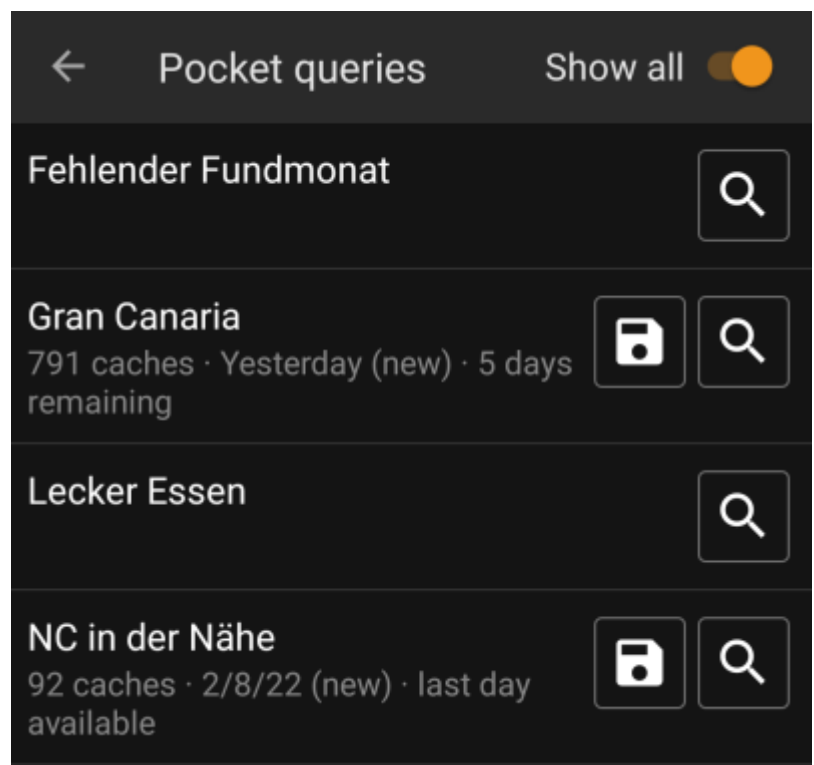 Pocket queries Show all
Fehlender Fundmonat
Gran Canaria
791 caches · Yesterday (new) · 5 days
remaining
Lecker Essen
NC in der Nähe
92 caches · 2/8/22 (new) · last day
available